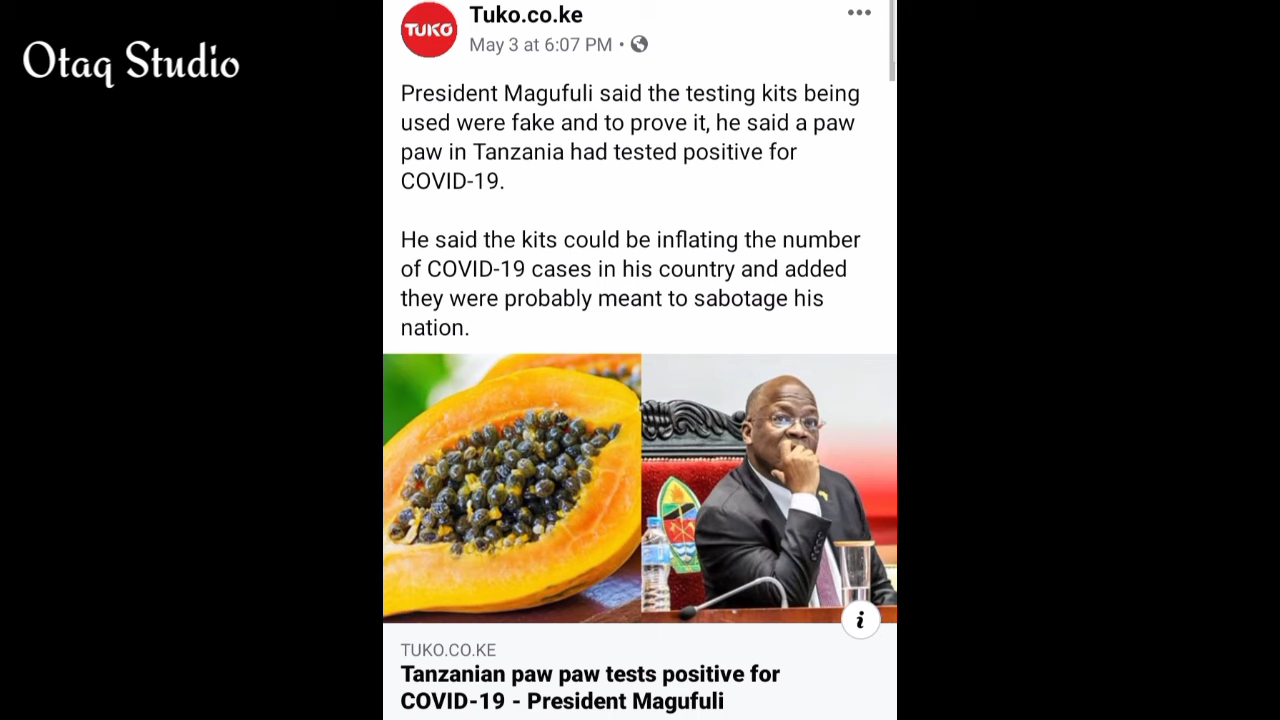 Otaq Studio
TUKO
Tuko.co.ke
May 3 at 6:07 PM •
President Magufuli said the testing kits being
used were fake and to prove it, he said a paw
paw in Tanzania had tested positive for
COVID-19.
He said the kits could be inflating the number
of COVID-19 cases in his country and added
they were probably meant to sabotage his
nation.
i
TUKO.CO.KE
Tanzanian paw paw tests positive for
COVID-19 - President Magufuli